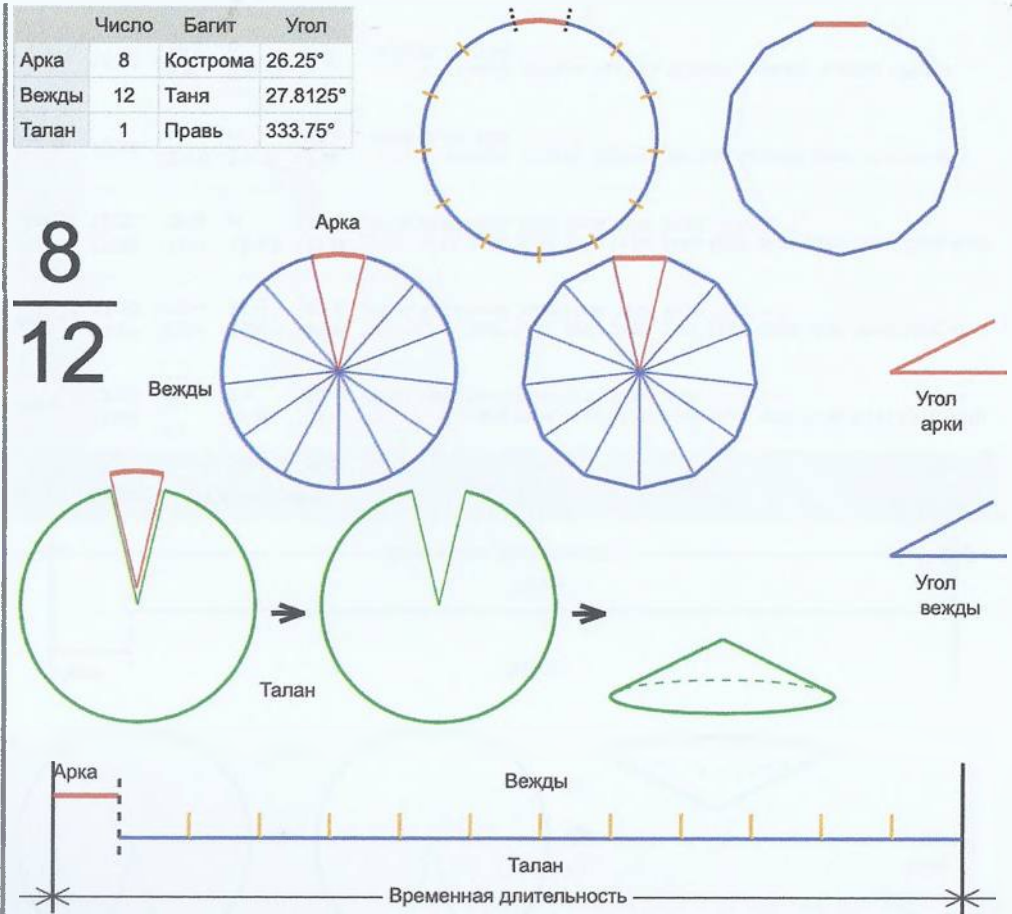 Число Багит Угол
Арка 8 Кострома 26.25°
Вежды 12 Таня 27.8125°
Талан 1 Правь 333.75°
8
12
Арка
Вежды
Угол
арки
Угол
вежды
Талан
Арка
Вежды
Талан
Временная длительность